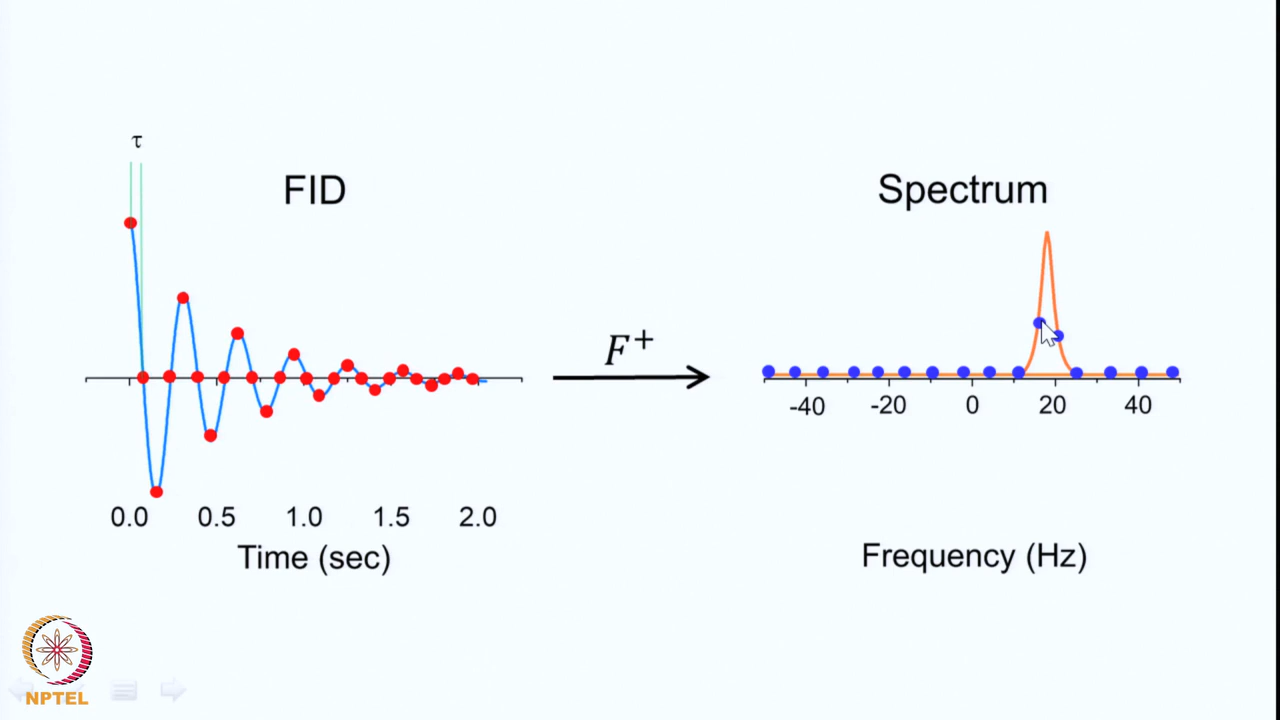 τ
FID
Spectrum
F⁺
-40 -20 0 20 40
0.0 0.5 1.0 1.5 2.0
Time (sec)
Frequency (Hz)
NPTEL